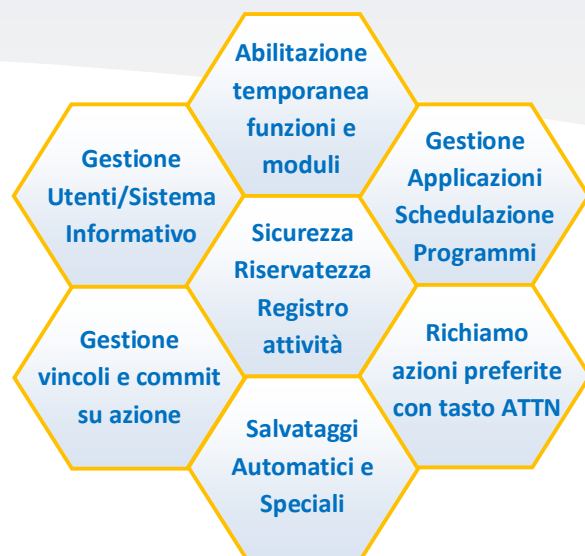 Abilitazione
temporanea
funzioni e
moduli
Gestione
Utenti/Sistema
Informativo
Gestione
Applicazioni
Schedulazione
Programmi
Sicurezza
Riservatezza
Registro
attività
Gestione
vincoli e commit
su azione
Richiamo
azioni preferite
con tasto ATTN
Salvataggi
Automatici e
Speciali